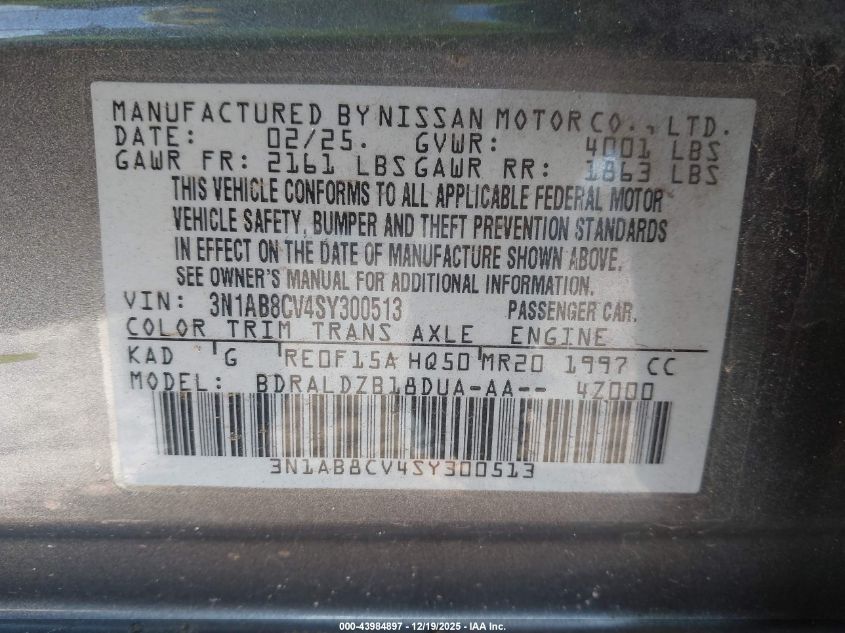 MANUFACTURED BY NISSAN MOTOR CO., LTD.
DATE: 02/25. GVWR: 4001 LBS
GAWR FR: 2161 LBS GAWR RR: 1863 LBS
THIS VEHICLE CONFORMS TO ALL APPLICABLE FEDERAL MOTOR
VEHICLE SAFETY, BUMPER AND THEFT PREVENTION STANDARDS
IN EFFECT ON THE DATE OF MANUFACTURE SHOWN ABOVE.
SEE OWNER'S MANUAL FOR ADDITIONAL INFORMATION.
VIN: 3N1AB8CV4SY300513 PASSENGER CAR.
COLOR TRIM TRANS AXLE ENGINE
KAD G RE0F15A HQ50 MR20 1997 CC
MODEL: BDRALDZB18DUA-AA-- 4Z000
3N1AB8CV4SY300513
000-43984897 - 12/19/2025 - IAA Inc.